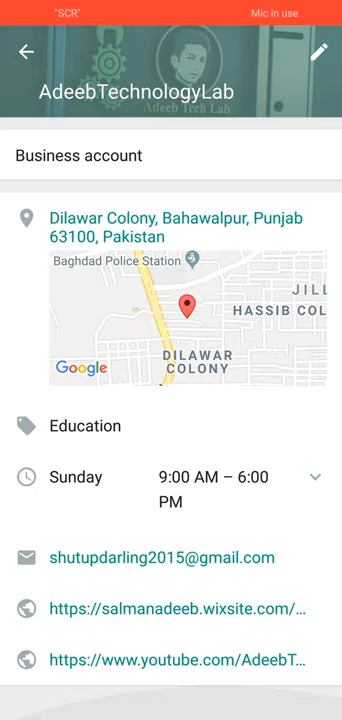 "SCR"
Mic in use
AdeebTechnologyLab
Adeeb Tech Lab
Business account
Dilawar Colony, Bahawalpur, Punjab
63100, Pakistan
Baghdad Police Station
JILL
HASSIB COL
DILAWAR
COLONY
Google
Education
Sunday
9:00 AM – 6:00
PM
shutupdarling2015@gmail.com
https://salmanadeeb.wixsite.com/...
https://www.youtube.com/AdeebT...